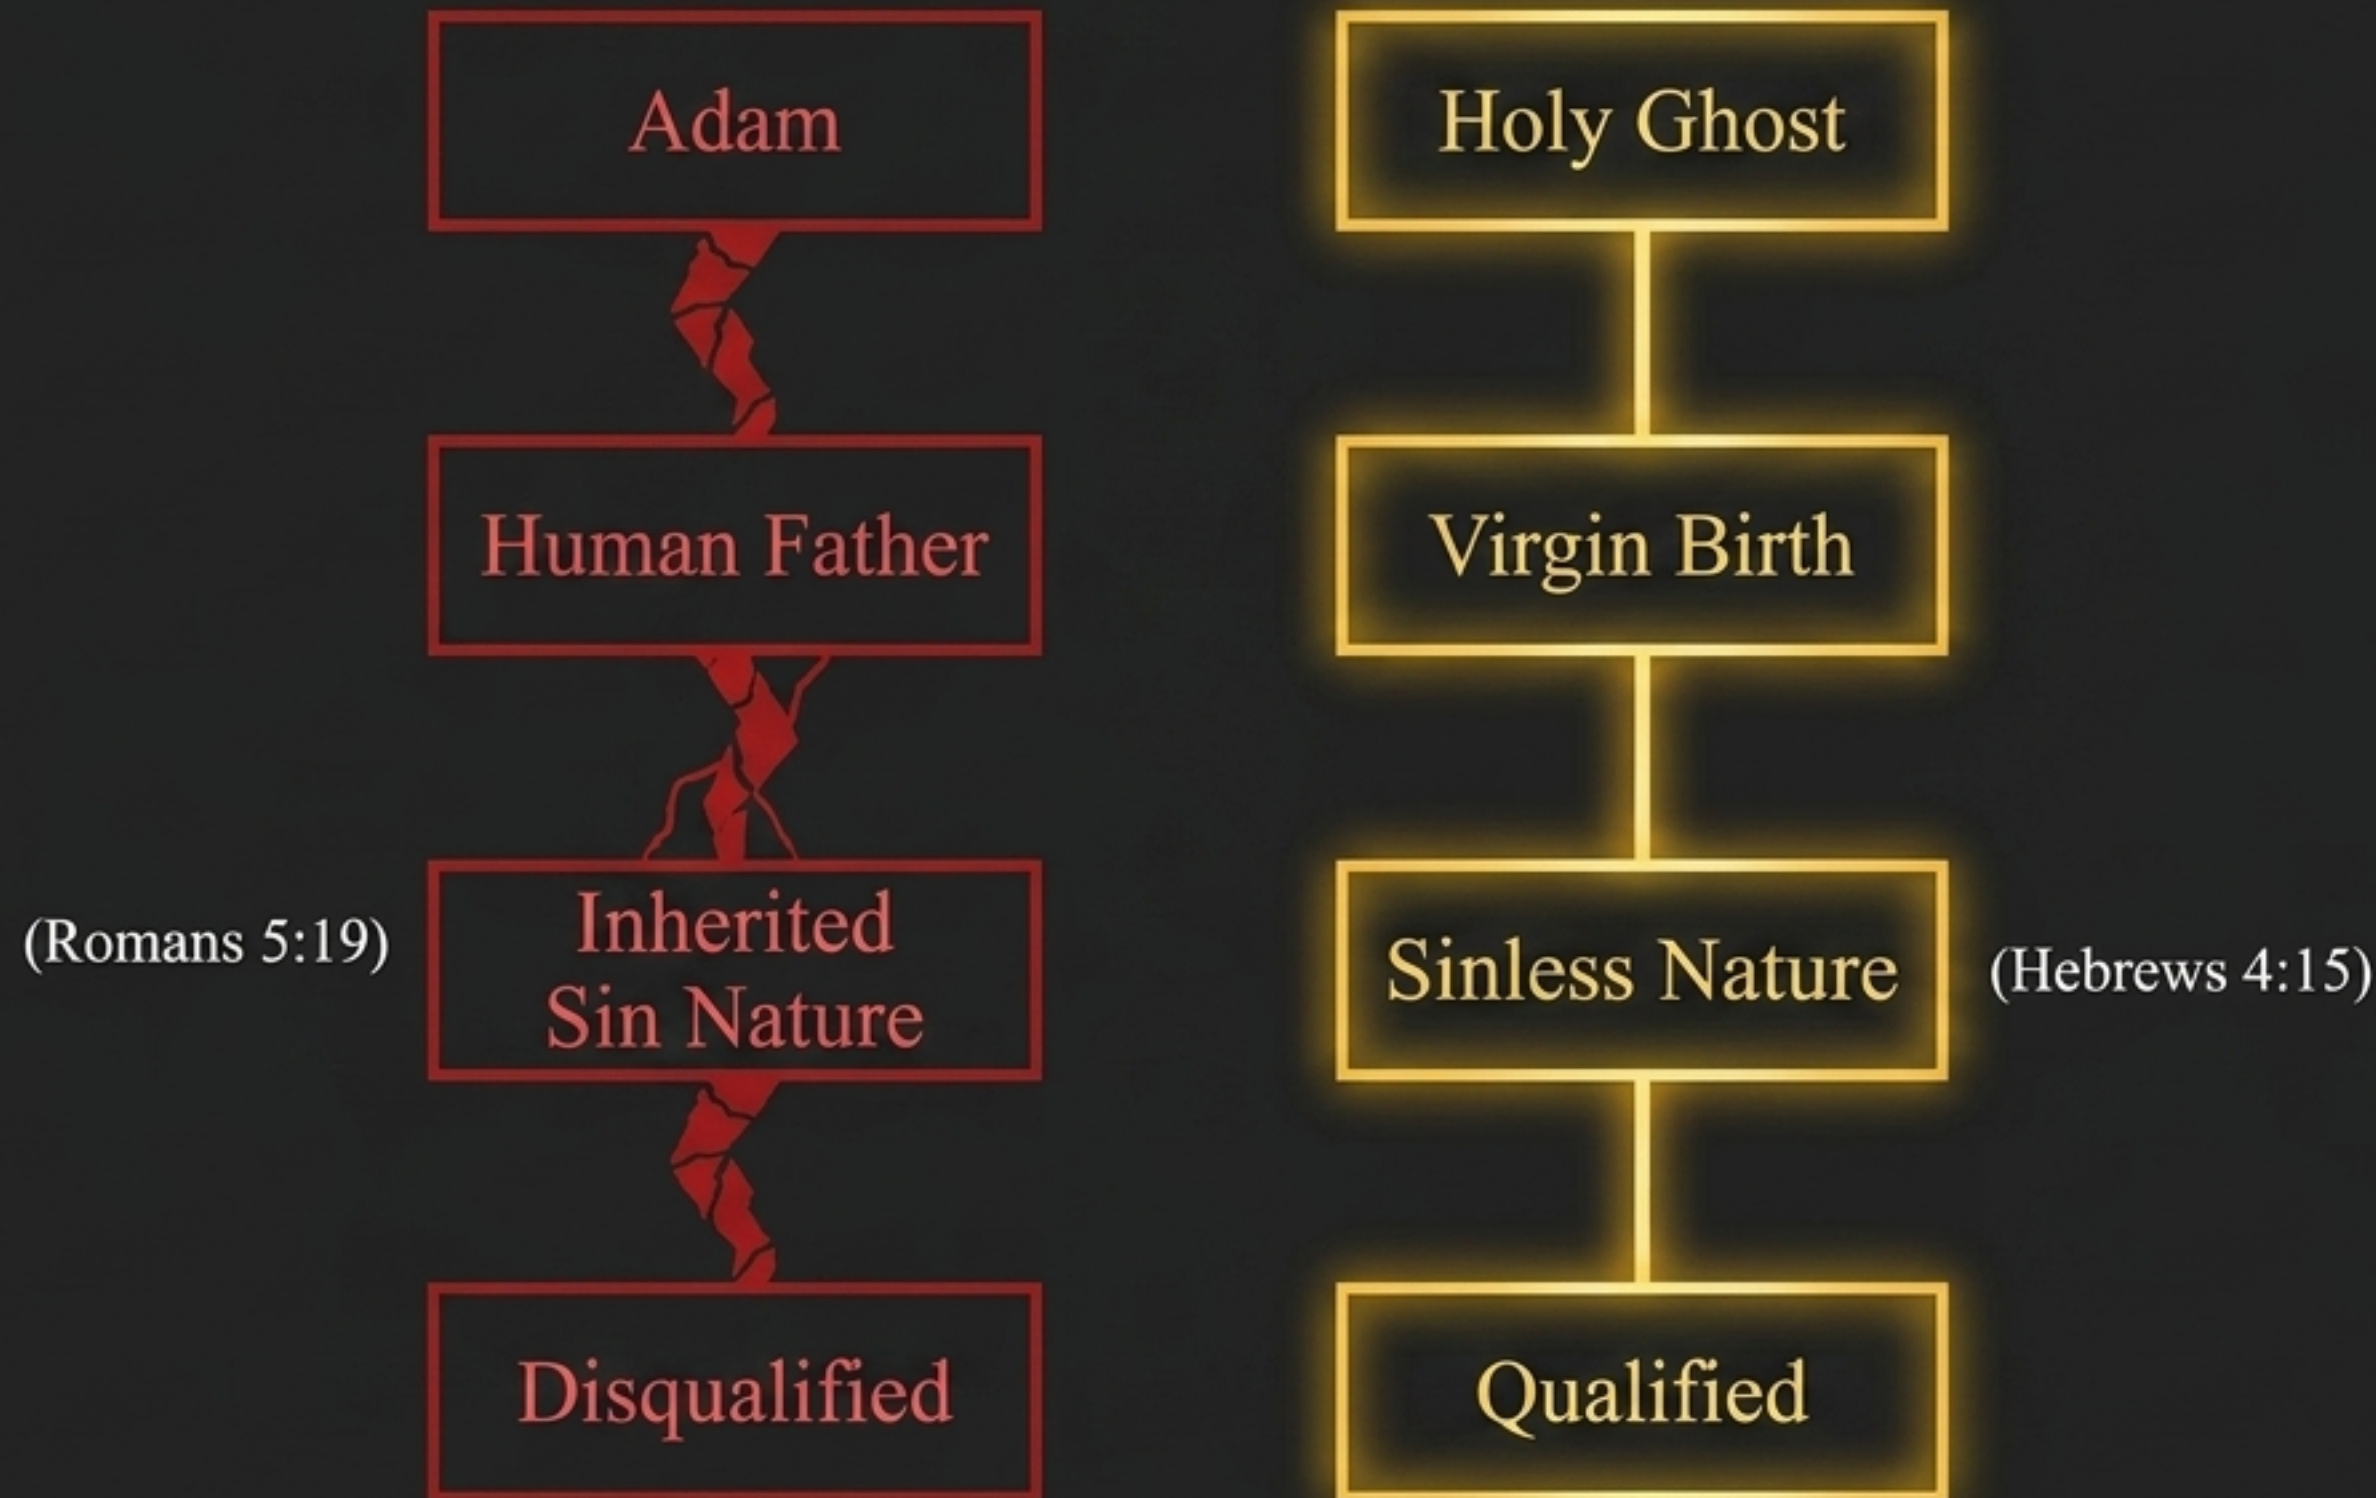 Adam
Human Father
(Romans 5:19)
Inherited
Sin Nature
Disqualified
Holy Ghost
Virgin Birth
Sinless Nature
(Hebrews 4:15)
Qualified